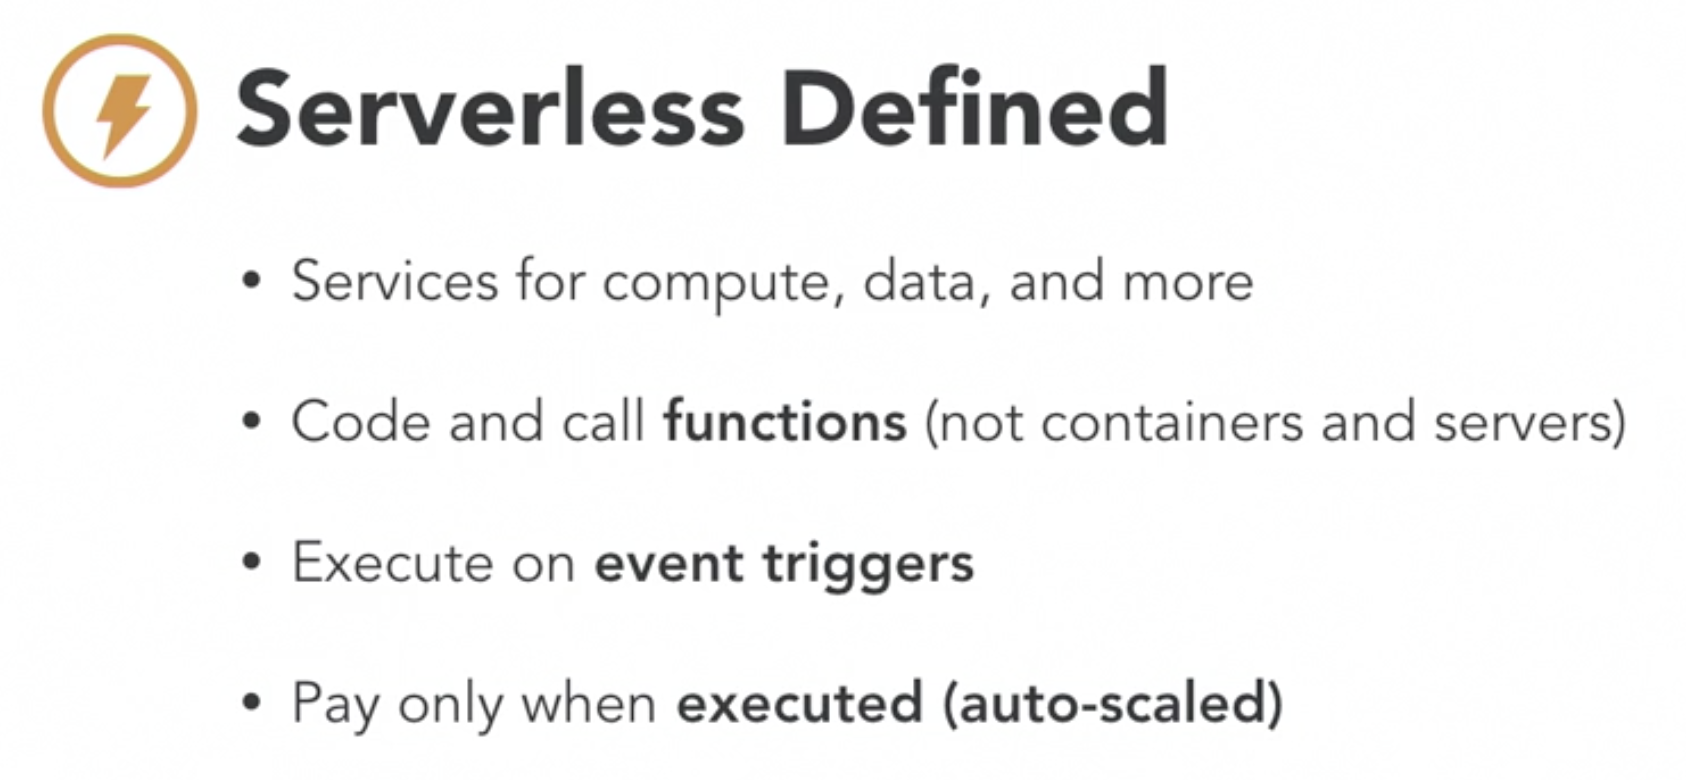 Serverless Defined
• Services for compute, data, and more
• Code and call functions (not containers and servers)
• Execute on event triggers
• Pay only when executed (auto-scaled)